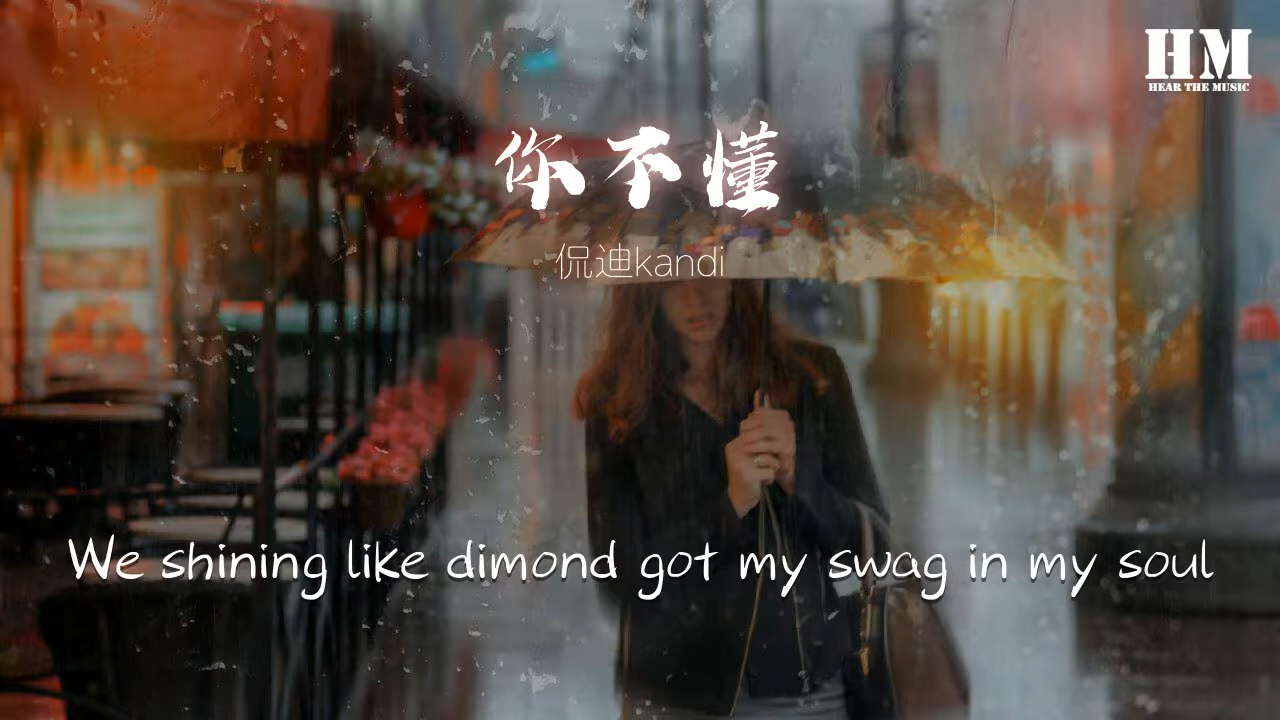 HM
HEAR THE MUSIC
你不懂
侃迪kandi
We shining like dimond got my swag in my soul